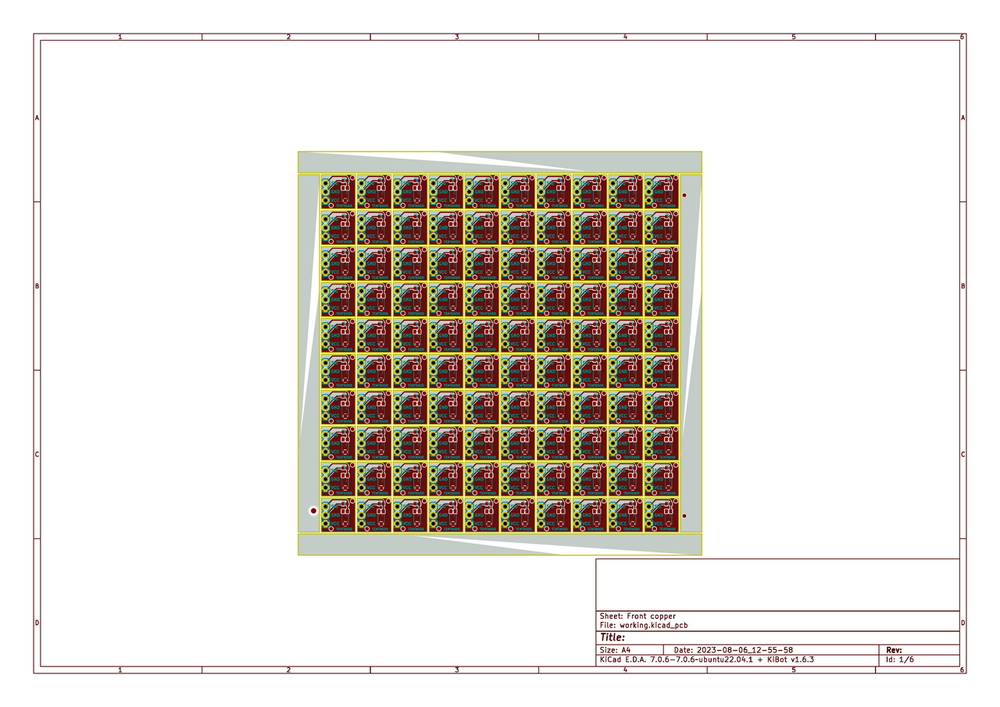 1 2 3 4 5 6
A A
B B
C C
D D
GND
VCC
Sheet: Front copper
File: working.kicad_pcb
Title:
Size: A4 Date: 2023-08-06_12-55-58 Rev:
KiCad E.D.A. 7.0.6-7.0.6-ubuntu22.04.1 + KiBot v1.6.3 Id: 1/6
1 2 3 4 5 6